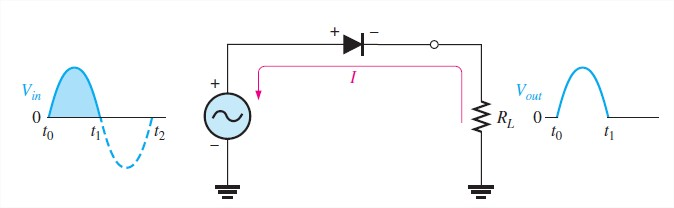 + −
I
V_in
0
t_0 t_1 t_2
+
−
R_L
V_out
0
t_0 t_1